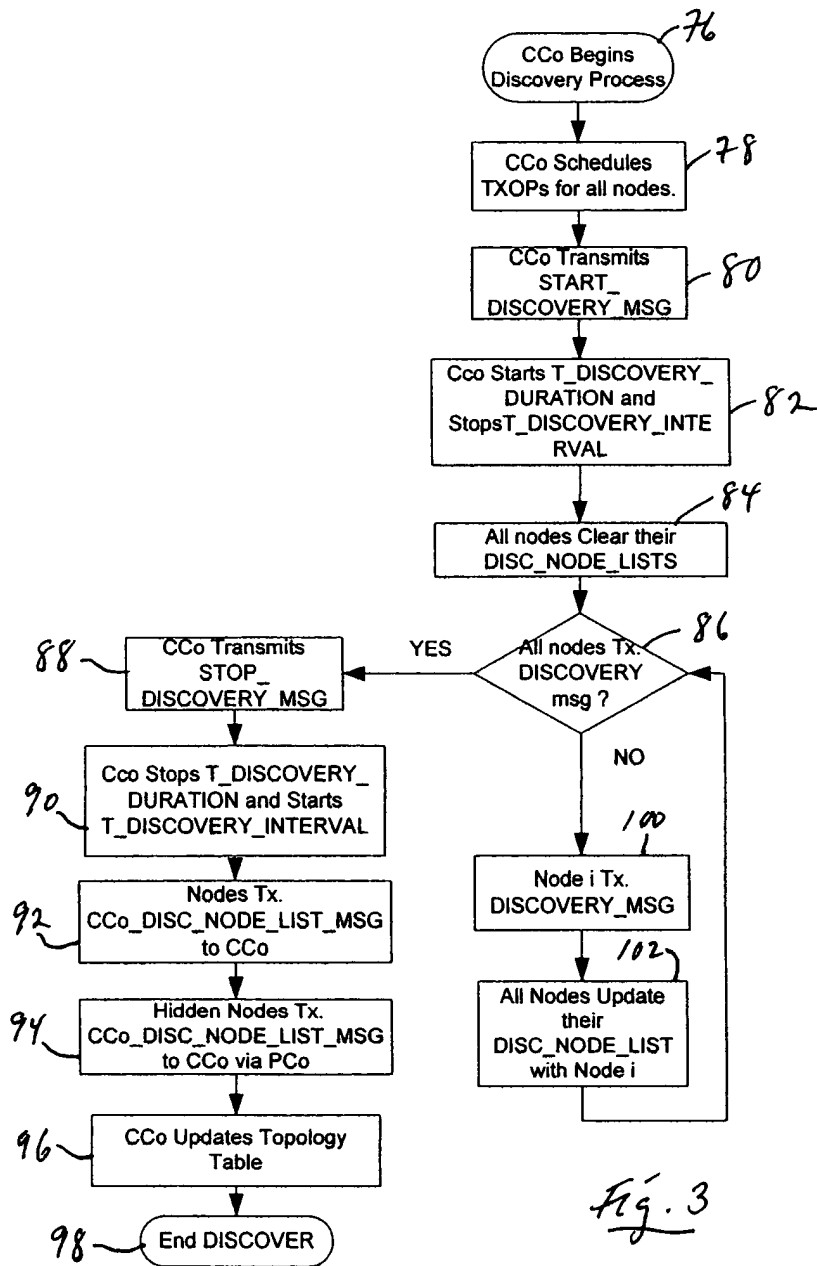 76
CCo Begins
Discovery Process
78
CCo Schedules
TXOPs for all nodes.
80
CCo Transmits
START_
DISCOVERY_MSG
82
Cco Starts T_DISCOVERY_
DURATION and
StopsT_DISCOVERY_INTE
RVAL
84
All nodes Clear their
DISC_NODE_LISTS
86
All nodes Tx.
DISCOVERY
msg ?
YES
88
CCo Transmits
STOP_
DISCOVERY_MSG
90
Cco Stops T_DISCOVERY_
DURATION and Starts
T_DISCOVERY_INTERVAL
92
Nodes Tx.
CCo_DISC_NODE_LIST_MSG
to CCo
94
Hidden Nodes Tx.
CCo_DISC_NODE_LIST_MSG
to CCo via PCo
96
CCo Updates Topology
Table
98
End DISCOVER
NO
100
Node i Tx.
DISCOVERY_MSG
102
All Nodes Update
their
DISC_NODE_LIST
with Node i
Fig. 3